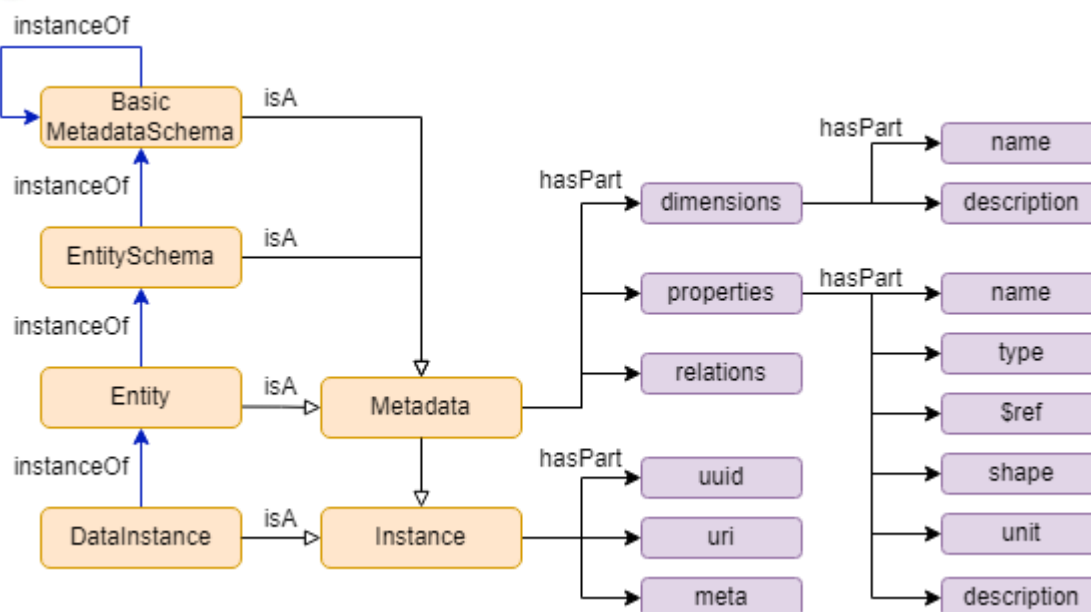 instanceOf
Basic
MetadataSchema
isA
instanceOf
EntitySchema
isA
instanceOf
Entity
isA
Metadata
instanceOf
DataInstance
isA
Instance
hasPart
dimensions
properties
relations
hasPart
name
description
hasPart
name
type
$ref
shape
unit
description
hasPart
uuid
uri
meta